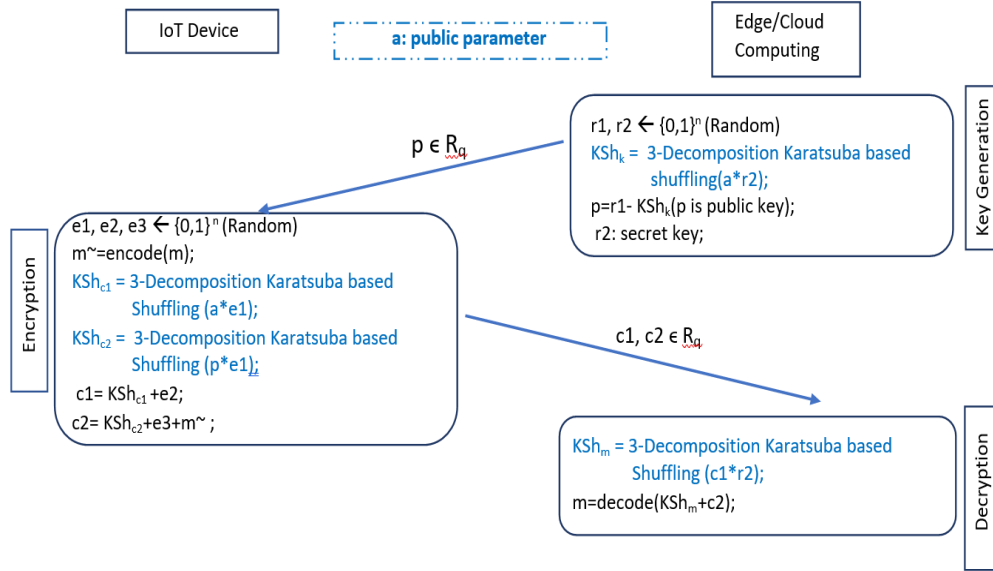 IoT Device
a: public parameter
Edge/Cloud
Computing
r1, r2 ← {0,1}ⁿ (Random)
KShₖ = 3-Decomposition Karatsuba based
shuffling(a*r2);
p=r1- KShₖ(p is public key);
r2: secret key;
Key Generation
p ϵ R_q
e1, e2, e3 ← {0,1} ⁿ (Random)
m~=encode(m);
KSh_c1 = 3-Decomposition Karatsuba based
Shuffling (a*e1);
KSh_c2 = 3-Decomposition Karatsuba based
Shuffling (p*e1);;
c1= KSh_c1 +e2;
c2= KSh_c2+e3+m~ ;
Encryption
c1, c2 ϵ R_q
KShₘ = 3-Decomposition Karatsuba based
Shuffling (c1*r2);
m=decode(KShₘ+c2);
Decryption